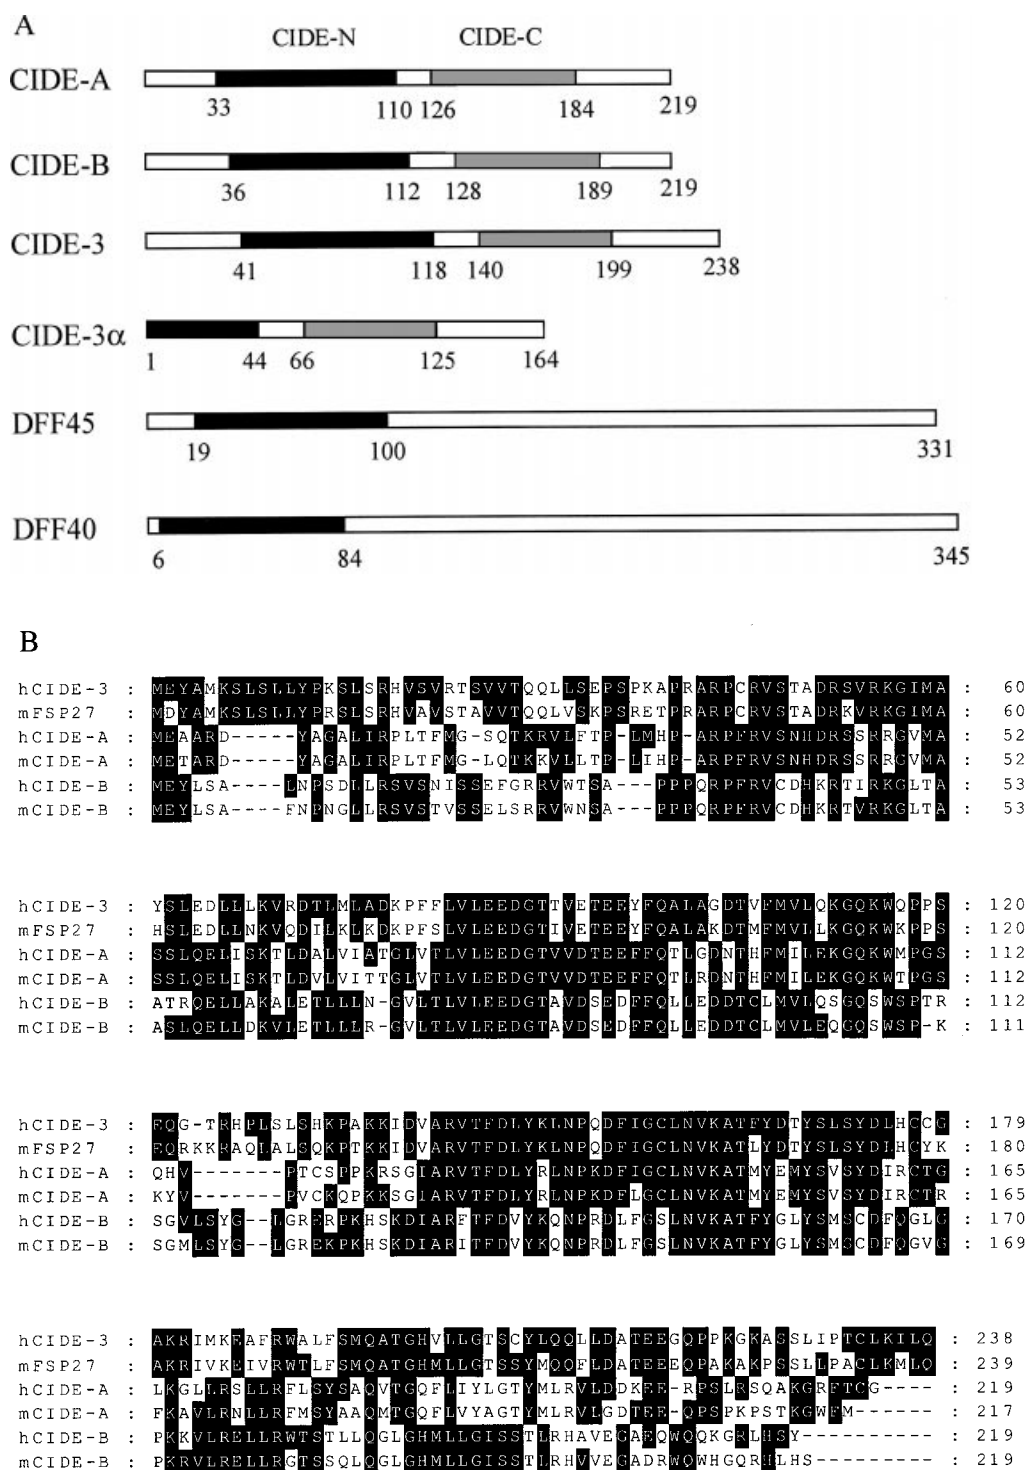 A
CIDE-N CIDE-C
CIDE-A
33 110 126 184 219
CIDE-B
36 112 128 189 219
CIDE-3
41 118 140 199 238
CIDE-3α
1 44 66 125 164
DFF45
19 100 331
DFF40
6 84 345
B
hCIDE-3 : MEYAMKSLSLLYPKSLSRHVSVRTSVVTQQLLSEPSPKAPRARPCRVSTADRSVRKGIMA : 60
mFSP27 : MDYAMKSLSLLYPRSLSRHVAVSTAVVTQQLVSKPSRETPRARPCRVSTADRKVRKGIMA : 60
hCIDE-A : MEAARD-----YAGALIRPLTFMG-SQTKRVLFTP-LMHP-ARPFRVSNHDRSSRRGVMA : 52
mCIDE-A : METARD-----YAGALIRPLTFMG-LQTKKVLLTP-LIHP-ARPFRVSNHDRSSRRGVMA : 52
hCIDE-B : MEYLSA----LNPSDLLRSVSNISSEFGRRVWTSA---PPPQRPFRVCDHKRTIRKGLTA : 53
mCIDE-B : MEYLSA----FNPNGLLRSVSTVSSELSRRVWNSA---PPPQRPFRVCDHKRTVRKGLTA : 53
hCIDE-3 : YSLEDLLLKVRDTLMLADKPFFLVLEEDGTTVETEEYFQALAGDTVFMVLQKGQKWQPPS : 120
mFSP27 : HSLEDLLNKVQDILKLKDKPFSLVLEEDGTIVETEEYFQALAKDTMFMVLLKGQKWKPPS : 120
hCIDE-A : SSLQELISKTLDALVIATGLVTLVLEEDGTVVDTEEFFQTLGDNTHFMILEKGQKWMPGS : 112
mCIDE-A : SSLQELISKTLDVLVITTGLVTLVLEEDGTVVDTEEFFQTLRDNTHFMILEKGQKWTPGS : 112
hCIDE-B : ATRQELLAKALETLLLN-GVLTLVLEEDGTAVDSEDFFQLLEDDTCLMVLQSGQSWSPTR : 112
mCIDE-B : ASLQELLDKVLETLLLR-GVLTLVLEEDGTAVDSEDFFQLLEDDTCLMVLEQGQSWSP-K : 111
hCIDE-3 : EQG-TRHPLSLSHKPAKKIDVARVTFDLYKLNPQDFIGCLNVKATFYDTYSLSYDLHCCG : 179
mFSP27 : EQRKKRAQLALSQKPTKKIDVARVTFDLYKLNPQDFIGCLNVKATLYDTYSLSYDLHCYK : 180
hCIDE-A : QHV-------PTCSPPKRSGIARVTFDLYRLNPKDFIGCLNVKATMYEMYSVSYDIRCTG : 165
mCIDE-A : KYV-------PVCKQPKKSGIARVTFDLYRLNPKDFLGCLNVKATMYEMYSVSYDIRCTR : 165
hCIDE-B : SGVLSYG--LGRERPKHSKDIARFTFDVYKQNPRDLFGSLNVKATFYGLYSMSCDFQGLG : 170
mCIDE-B : SGMLSYG--LGREKPKHSKDIARITFDVYKQNPRDLFGSLNVKATFYGLYSMSCDFQGVG : 169
hCIDE-3 : AKRIMKEAFRWALFSMQATGHVLLGTSCYLQQLLDATEEGQPPKGKASSLIPTCLKILQ : 238
mFSP27 : AKRIVKEIVRWTLFSMQATGHMLLGTSSYMQQFLDATEEEQPAKAKPSSLLPACLKMLQ : 239
hCIDE-A : LKGLLRSLLRFLSYSAQVTGQFLIYLGTYMLRVLDDKEE-RPSLRSQAKGRFTCG---- : 219
mCIDE-A : FKAVLRNLLRFMSYAAQMTGQFLVYAGTYMLRVLGDTEE-QPSPKPSTKGWFM------ : 217
hCIDE-B : PKKVLRELLRWTSTLLQGLGHMLLGISSTLRHAVEGAEQWQQKGRLHSY---------- : 219
mCIDE-B : PKRVLRELLRGTSSQLQGLGHMLLGISSTLRHVVEGADRWQWHGQRHLHS--------- : 219